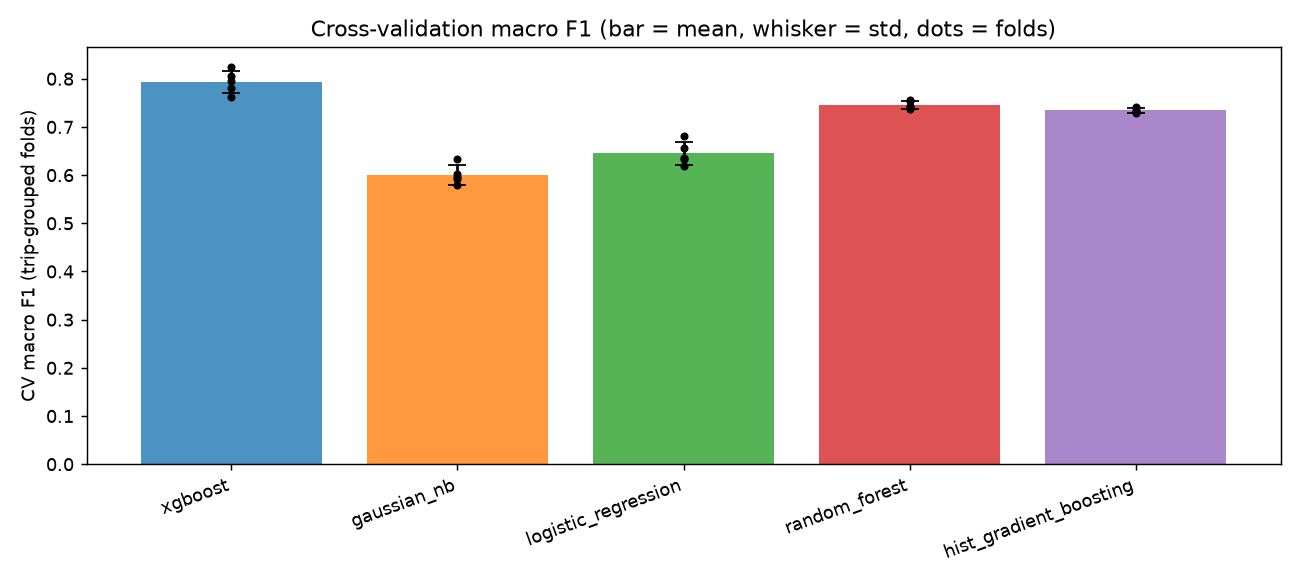 Cross-validation macro F1 (bar = mean, whisker = std, dots = folds)
CV macro F1 (trip-grouped folds)
0.8
0.7
0.6
0.5
0.4
0.3
0.2
0.1
0.0
xgboost
gaussian_nb
logistic_regression
random_forest
hist_gradient_boosting